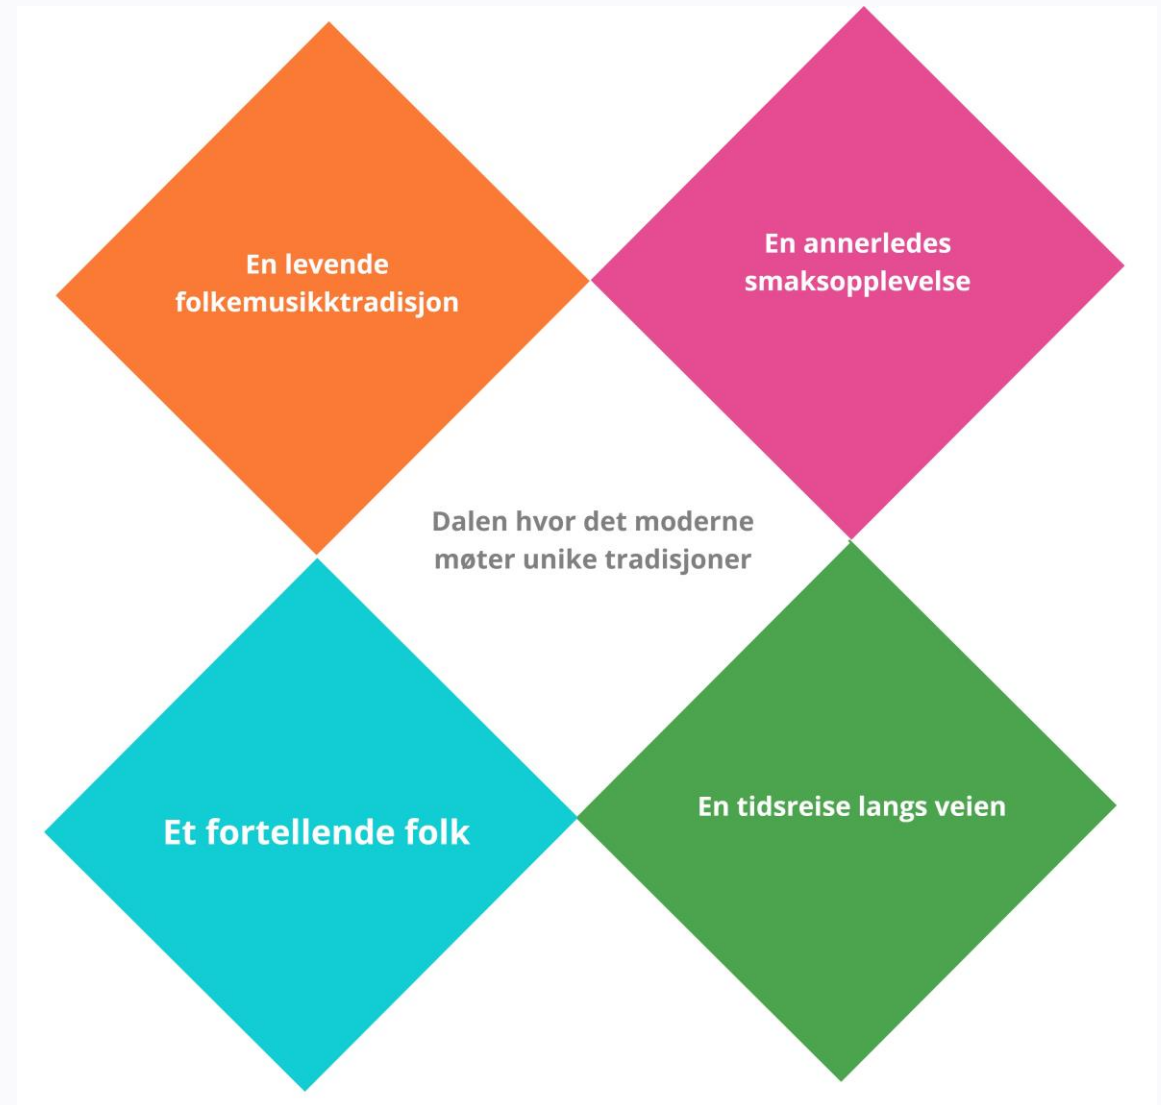 En levende
folkemusikktradisjon
En annerledes
smaksopplevelse
Dalen hvor det moderne
møter unike tradisjoner
Et fortellende folk
En tidsreise langs veien